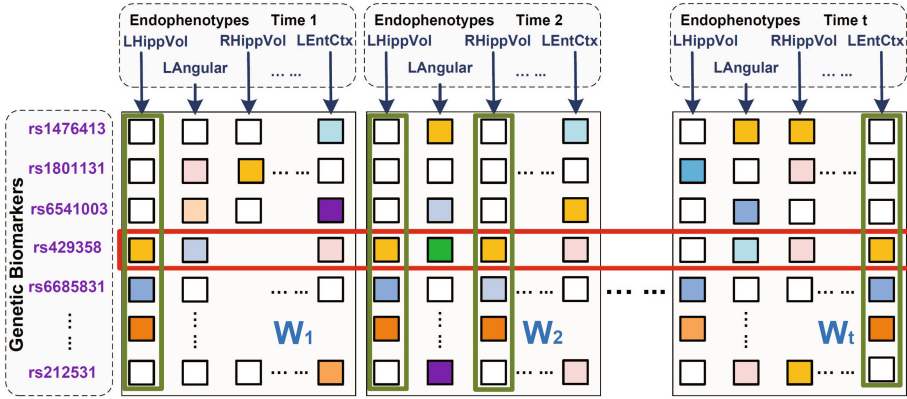 Endophenotypes Time 1
LHippVol RHippVol LEntCtx
LAngular ... ...
Endophenotypes Time 2
LHippVol RHippVol LEntCtx
LAngular ... ...
Endophenotypes Time t
LHippVol RHippVol LEntCtx
LAngular ... ...
Genetic Biomarkers
rs1476413
rs1801131
rs6541003
rs429358
rs6685831
rs212531
... ...
... ...
... ...
W1
... ...
... ...
... ...
W2
... ...
... ...
... ...
... ...
Wt